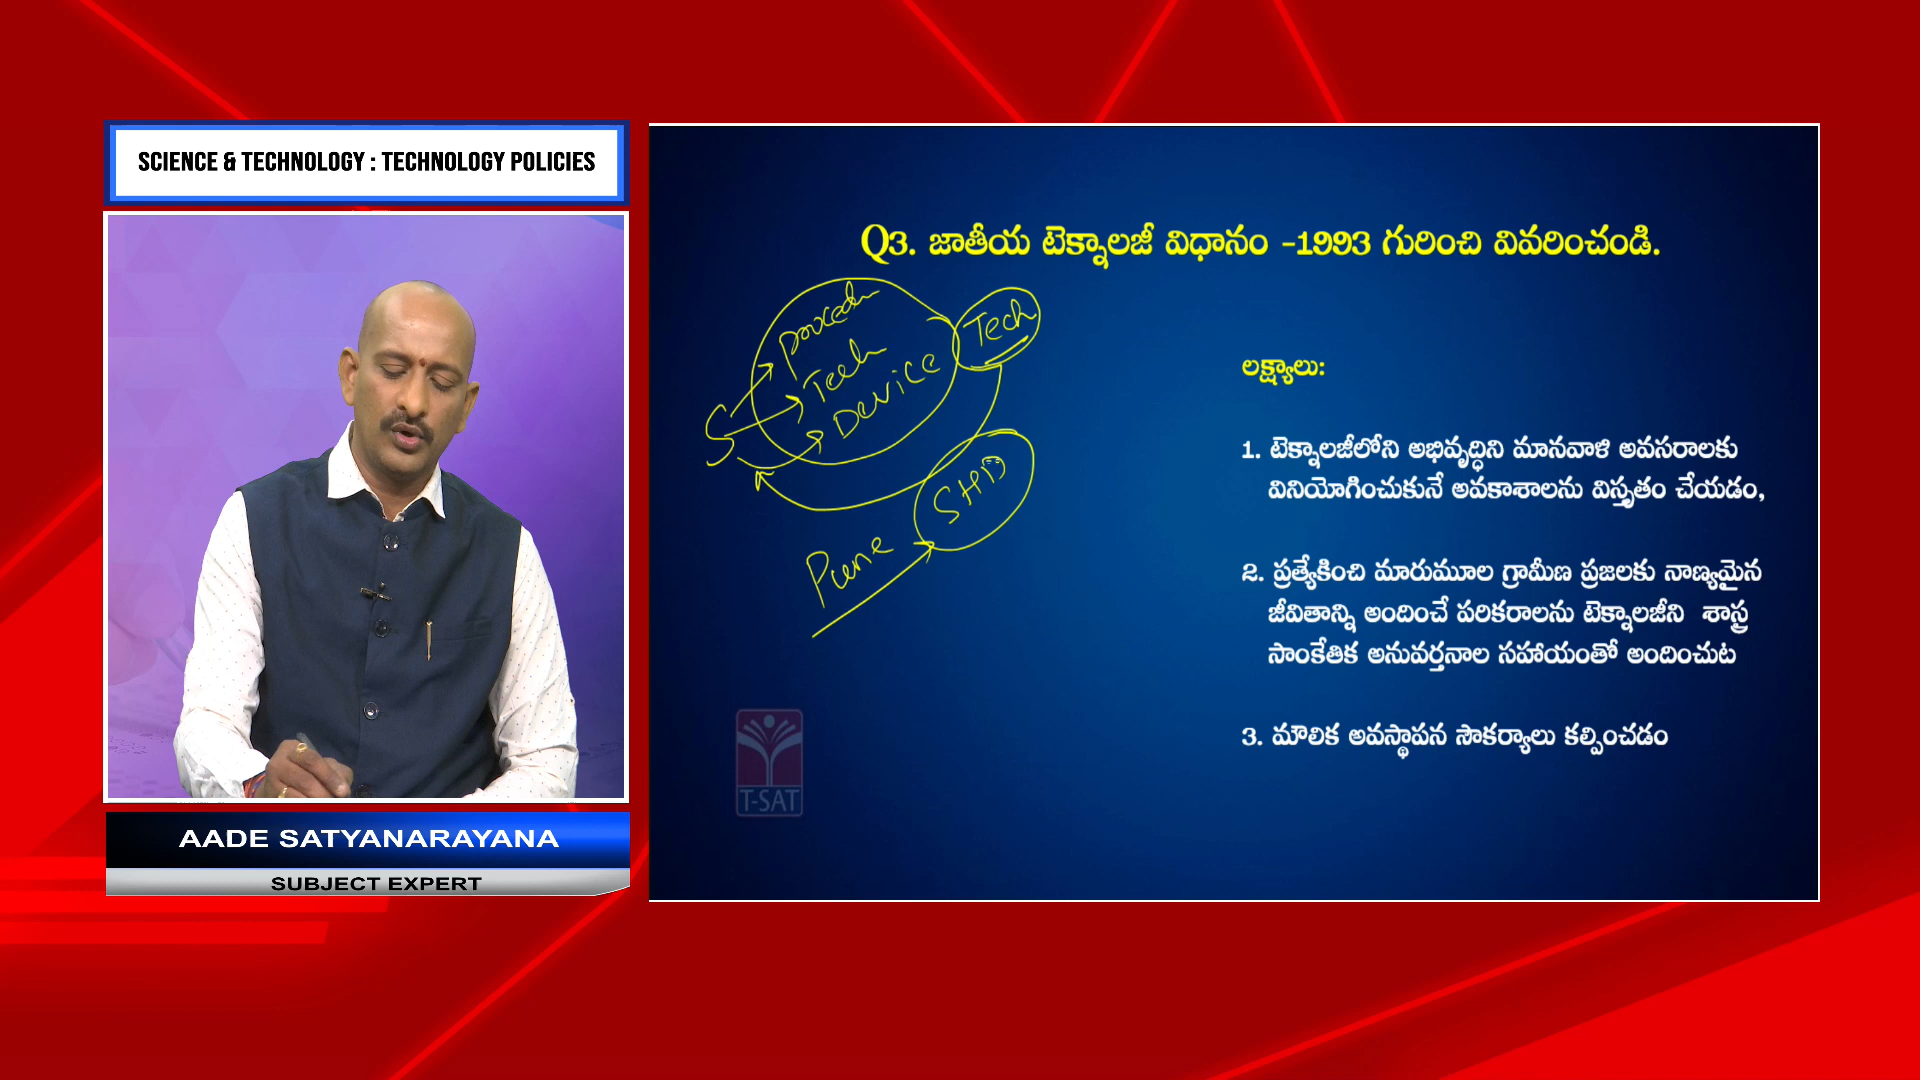 SCIENCE & TECHNOLOGY : TECHNOLOGY POLICIES
Q3. జాతీయ టెక్నాలజీ విధానం -1993 గురించి వివరించండి.
Tech
Tech
Device
S
లక్ష్యాలు:
1. టెక్నాలజీలోని అభివృద్ధిని మానవాళి అవసరాలకు
వినియోగించుకునే అవకాశాలను విస్తృతం చేయడం,
Pune
2. ప్రత్యేకించి మారుమూల గ్రామీణ ప్రజలకు నాణ్యమైన
జీవితాన్ని అందించే పరికరాలను టెక్నాలజీని శాస్త్ర
సాంకేతిక అనువర్తనాల సహాయంతో అందించుట
3. మౌలిక అవస్థాపన సౌకర్యాలు కల్పించడం
T-SAT
AADE SATYANARAYANA
SUBJECT EXPERT